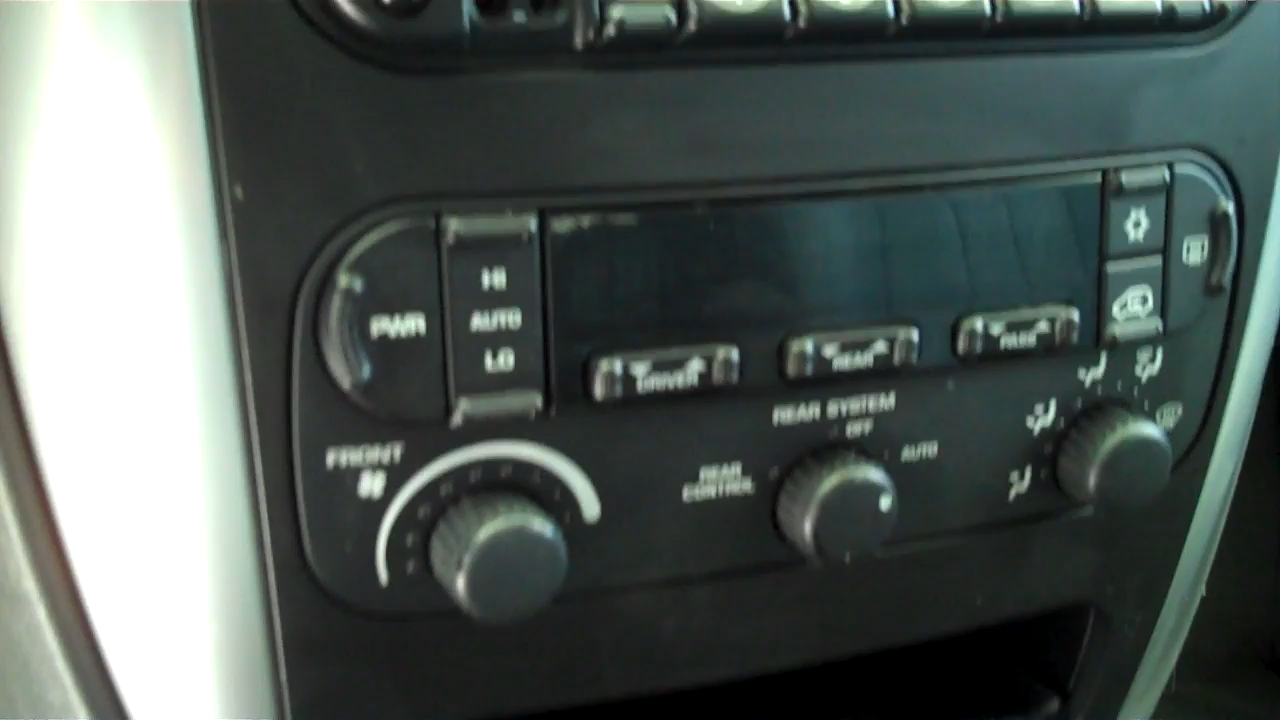 PWR
HI
AUTO
LO
DRIVER
REAR
PASS
FRONT
REAR SYSTEM
OFF
AUTO
REAR
CONTROL